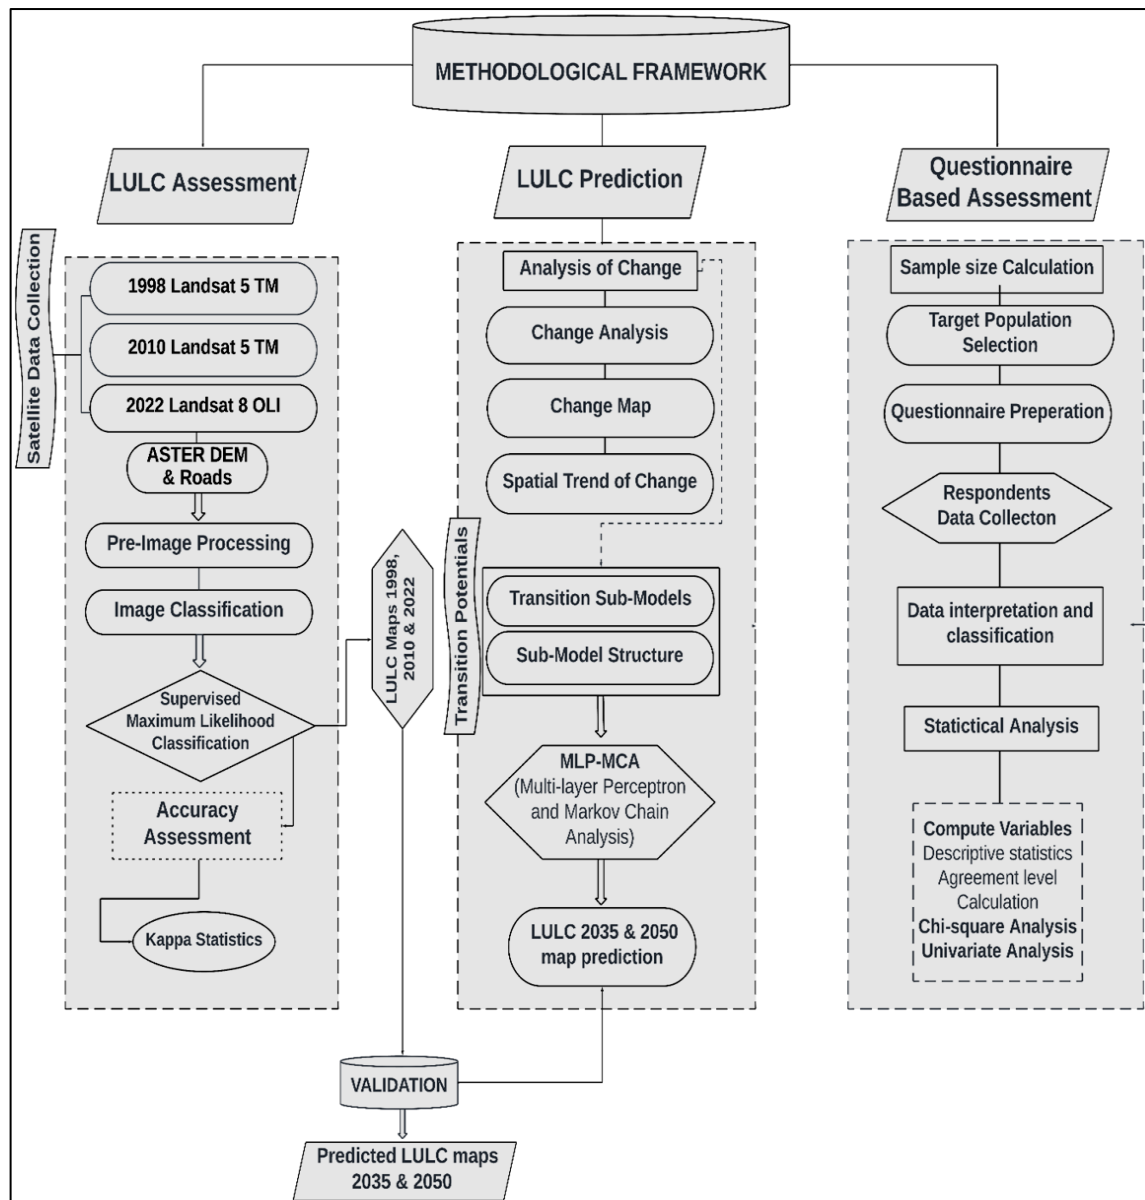 METHODOLOGICAL FRAMEWORK
LULC Assessment
Satellite Data Collection
1998 Landsat 5 TM
2010 Landsat 5 TM
2022 Landsat 8 OLI
ASTER DEM
& Roads
Pre-Image Processing
Image Classification
Supervised
Maximum Likelihood
Classification
Accuracy
Assessment
Kappa Statistics
LULC Maps 1998,
2010 & 2022
LULC Prediction
Analysis of Change
Change Analysis
Change Map
Spatial Trend of Change
Transition Potentials
Transition Sub-Models
Sub-Model Structure
MLP-MCA
(Multi-layer Perceptron
and Markov Chain
Analysis)
LULC 2035 & 2050
map prediction
VALIDATION
Predicted LULC maps
2035 & 2050
Questionnaire
Based Assessment
Sample size Calculation
Target Population
Selection
Questionnaire Preperation
Respondents
Data Collecton
Data interpretation and
classification
Statictical Analysis
Compute Variables
Descriptive statistics
Agreement level
Calculation
Chi-square Analysis
Univariate Analysis